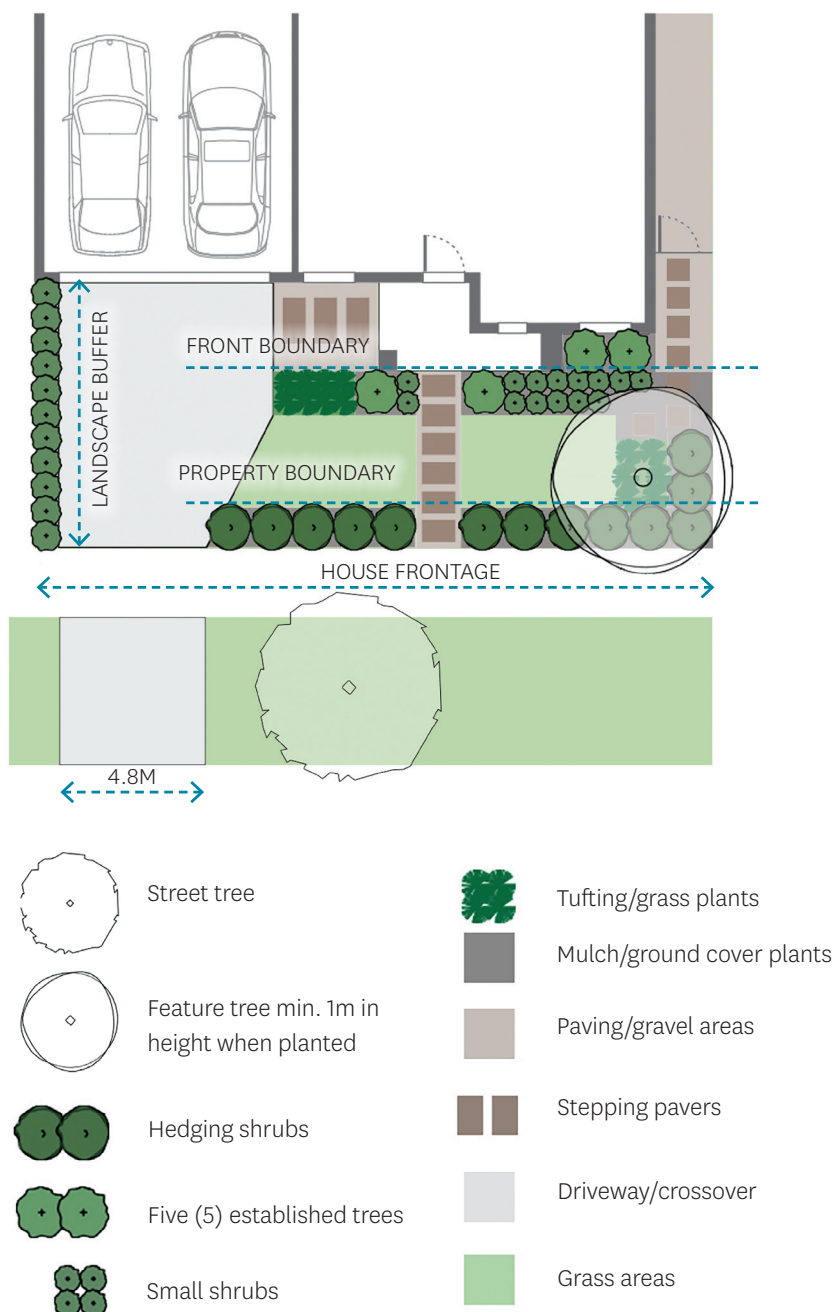 FRONT BOUNDARY
LANDSCAPE BUFFER
PROPERTY BOUNDARY
HOUSE FRONTAGE
4.8M
Street tree
Feature tree min. 1m in
height when planted
Hedging shrubs
Five (5) established trees
Small shrubs
Tufting/grass plants
Mulch/ground cover plants
Paving/gravel areas
Stepping pavers
Driveway/crossover
Grass areas